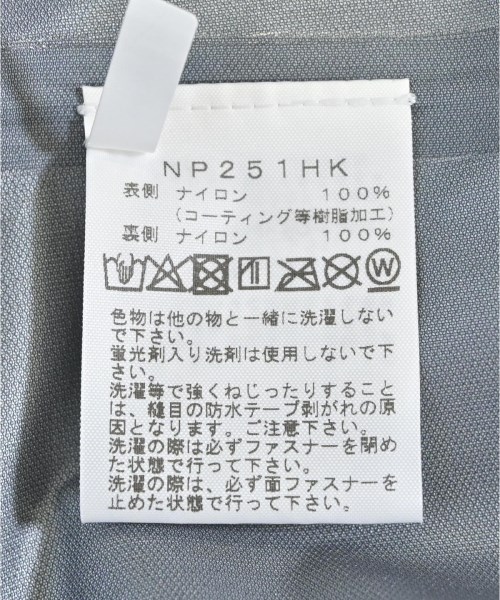 NP251HK
表側 ナイロン 100%
(コーティング等樹脂加工)
裏側 ナイロン 100%
W
色物は他の物と一緒に洗濯しない
で下さい。
蛍光剤入り洗剤は使用しないで下
さい。
洗濯等で強くねじったりすること
は、縫目の防水テープ剥がれの原
因となります。ご注意下さい。
洗濯の際は必ずファスナーを閉め
た状態で行って下さい。
洗濯の際は、必ず面ファスナーを
止めた状態で行って下さい。